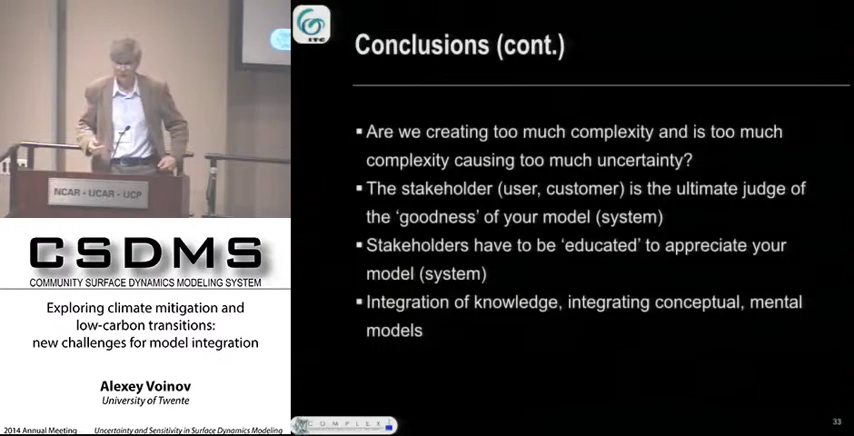 NCAR - UCAR - UCP
CSDMS
COMMUNITY SURFACE DYNAMICS MODELING SYSTEM
Exploring climate mitigation and
low-carbon transitions:
new challenges for model integration
Alexey Voinov
University of Twente
2014 Annual Meeting
Uncertainty and Sensitivity in Surface Dynamics Modeling
ITC
Conclusions (cont.)
▪ Are we creating too much complexity and is too much
complexity causing too much uncertainty?
▪ The stakeholder (user, customer) is the ultimate judge of
the ‘goodness’ of your model (system)
▪ Stakeholders have to be ‘educated’ to appreciate your
model (system)
▪ Integration of knowledge, integrating conceptual, mental
models
COMPLEX
33